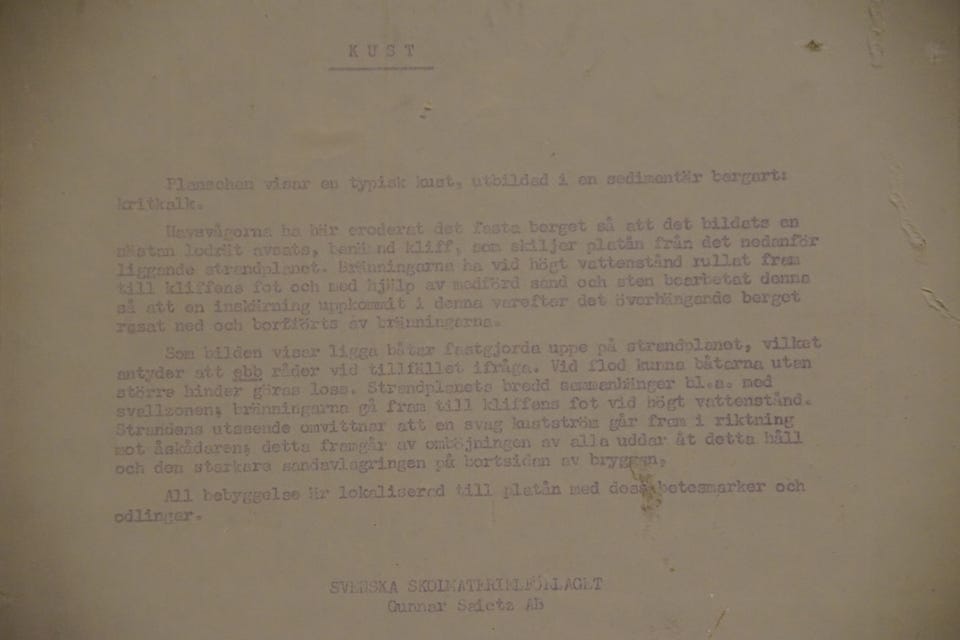 KUST
Planschen visar en typisk kust, utbildad i en sedimentär bergart:
kritkalk.
Havsvågorna ha här eroderat det fasta berget så att det bildats en
nästan lodrät avsats, benämnd kliff, som skiljer platån från det nedanför
liggande strandplanet. Bränningarna ha vid högt vattenstånd rullat fram
till kliffens fot och med hjälp av medförd sand och sten bearbetat denna
så att en inskärning uppkommit i denna varefter det överhängande berget
rasat ned och bortförts av bränningarna.
Som bilden visar ligga båtar fastgjorda uppe på strandplanet, vilket
antyder att ebb råder vid tillfället ifråga. Vid flod kunna båtarna utan
större hinder göras loss. Strandplanets bredd sammanhänger bl.a. med
svallzonen; bränningarna gå fram till kliffens fot vid högt vattenstånd.
Strandens utseende omvittnar att en svag kustström går fram i riktning
mot åskådaren; detta framgår av omböjningen av alla uddar åt detta håll
och den starkare sandavlagringen på bortsidan av bryggan.
All bebyggelse är lokaliserad till platån med dess betesmarker och
odlingar.
SVENSKA SKOLMATERIELFÖRLAGET
Gunnar Saietz AB